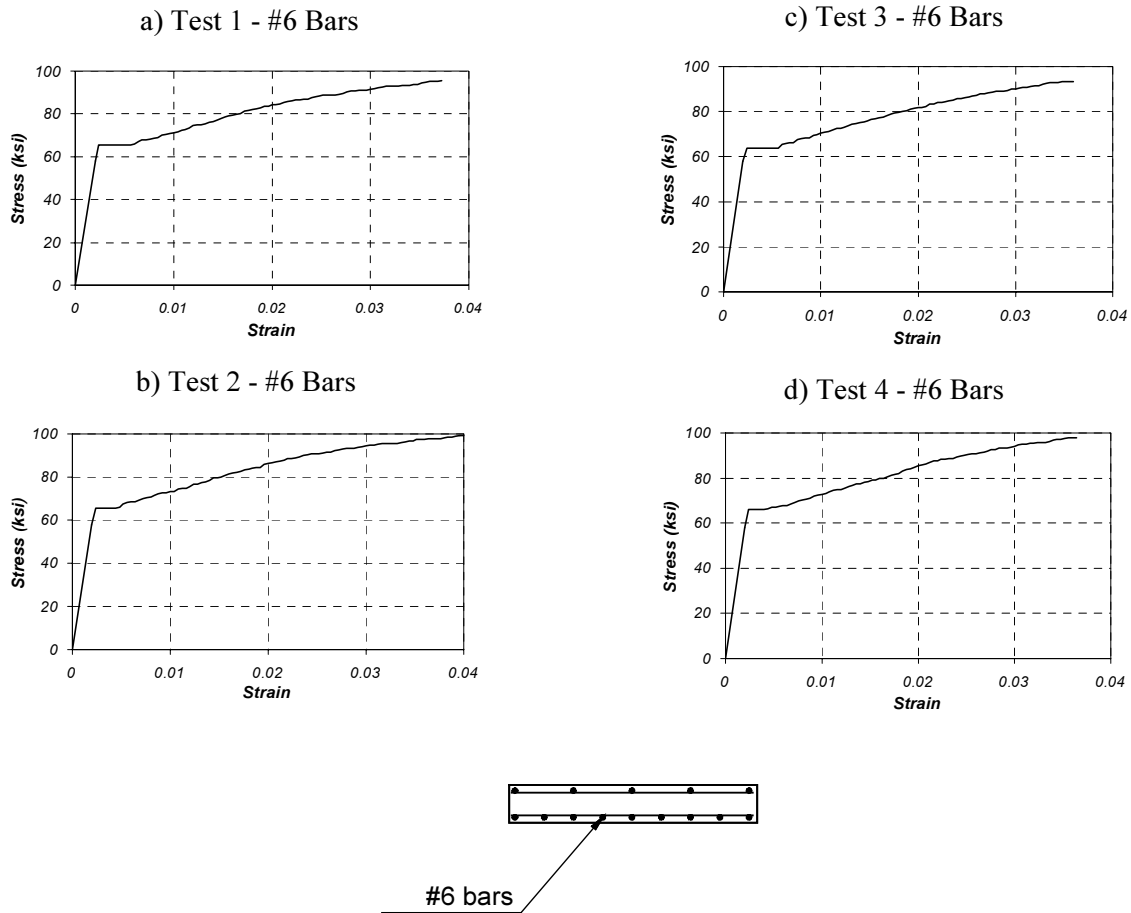 a) Test 1 - #6 Bars
100
80
60
40
20
0
Stress (ksi)
0 0.01 0.02 0.03 0.04
Strain
b) Test 2 - #6 Bars
100
80
60
40
20
0
Stress (ksi)
0 0.01 0.02 0.03 0.04
Strain
c) Test 3 - #6 Bars
100
80
60
40
20
0
Stress (ksi)
0 0.01 0.02 0.03 0.04
Strain
d) Test 4 - #6 Bars
100
80
60
40
20
0
Stress (ksi)
0 0.01 0.02 0.03 0.04
Strain
#6 bars